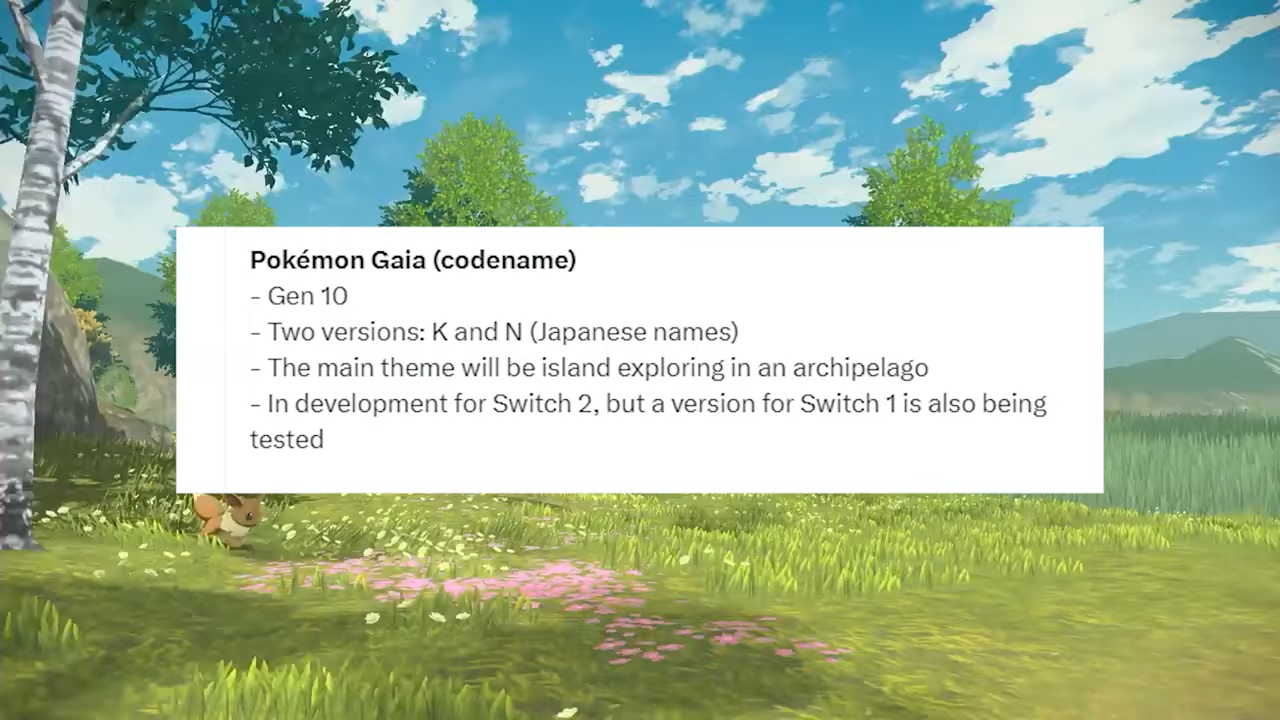 Pokémon Gaia (codename)
- Gen 10
- Two versions: K and N (Japanese names)
- The main theme will be island exploring in an archipelago
- In development for Switch 2, but a version for Switch 1 is also being
tested